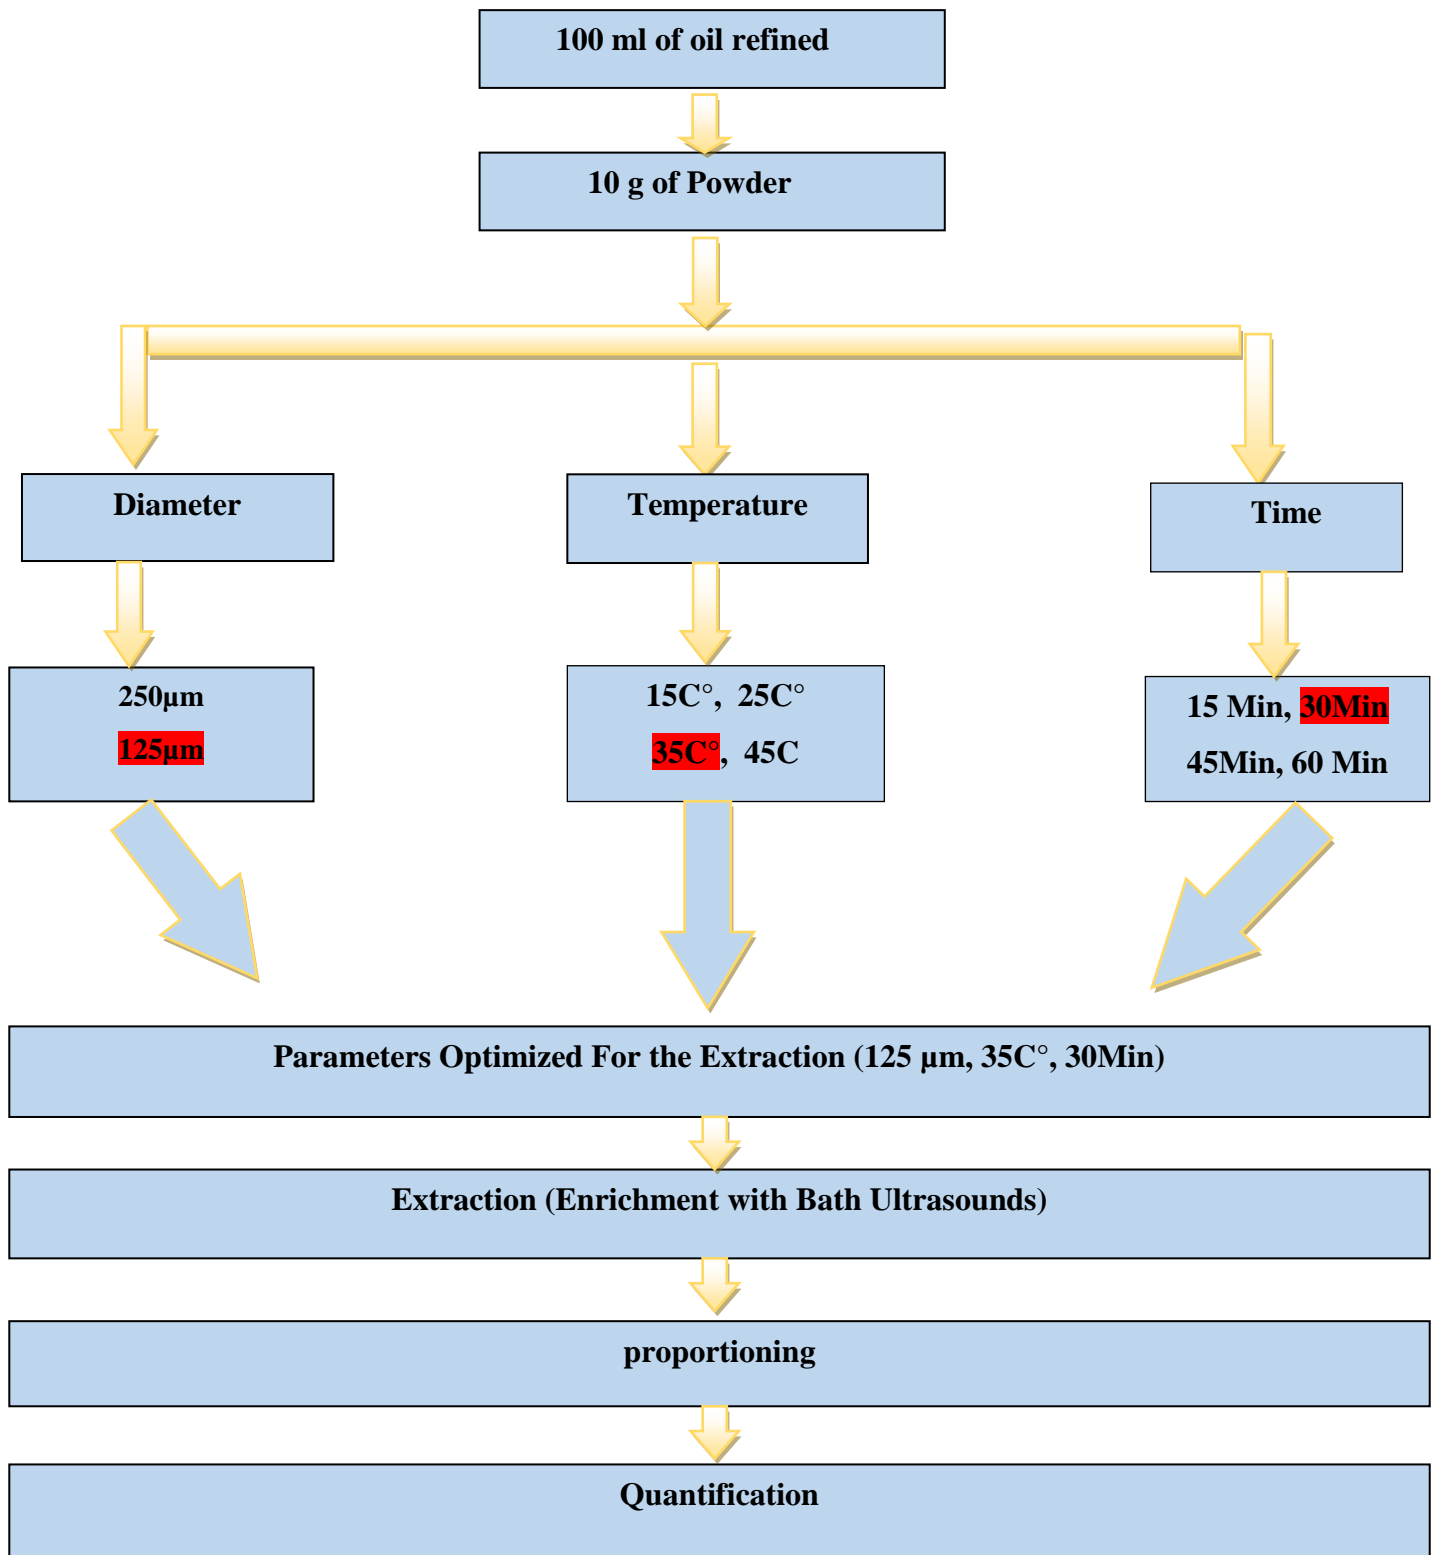 100 ml of oil refined
10 g of Powder
Diameter
Temperature
Time
250µm
125µm
15C°, 25C°
35C°, 45C
15 Min, 30Min
45Min, 60 Min
Parameters Optimized For the Extraction (125 µm, 35C°, 30Min)
Extraction (Enrichment with Bath Ultrasounds)
proportioning
Quantification